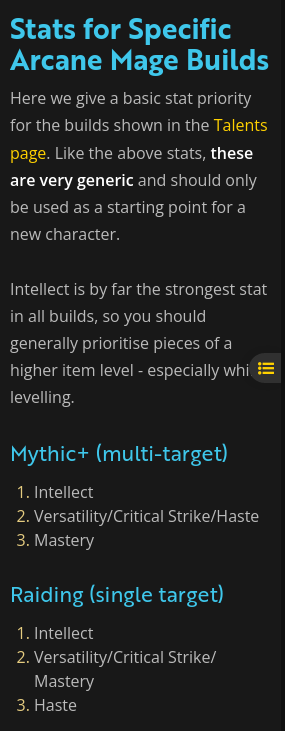 Stats for Specific
Arcane Mage Builds
Here we give a basic stat priority
for the builds shown in the Talents
page. Like the above stats, these
are very generic and should only
be used as a starting point for a
new character.
Intellect is by far the strongest stat
in all builds, so you should
generally prioritise pieces of a
higher item level - especially whi
levelling.
Mythic+ (multi-target)
1. Intellect
2. Versatility/Critical Strike/Haste
3. Mastery
Raiding (single target)
1. Intellect
2. Versatility/Critical Strike/
Mastery
3. Haste